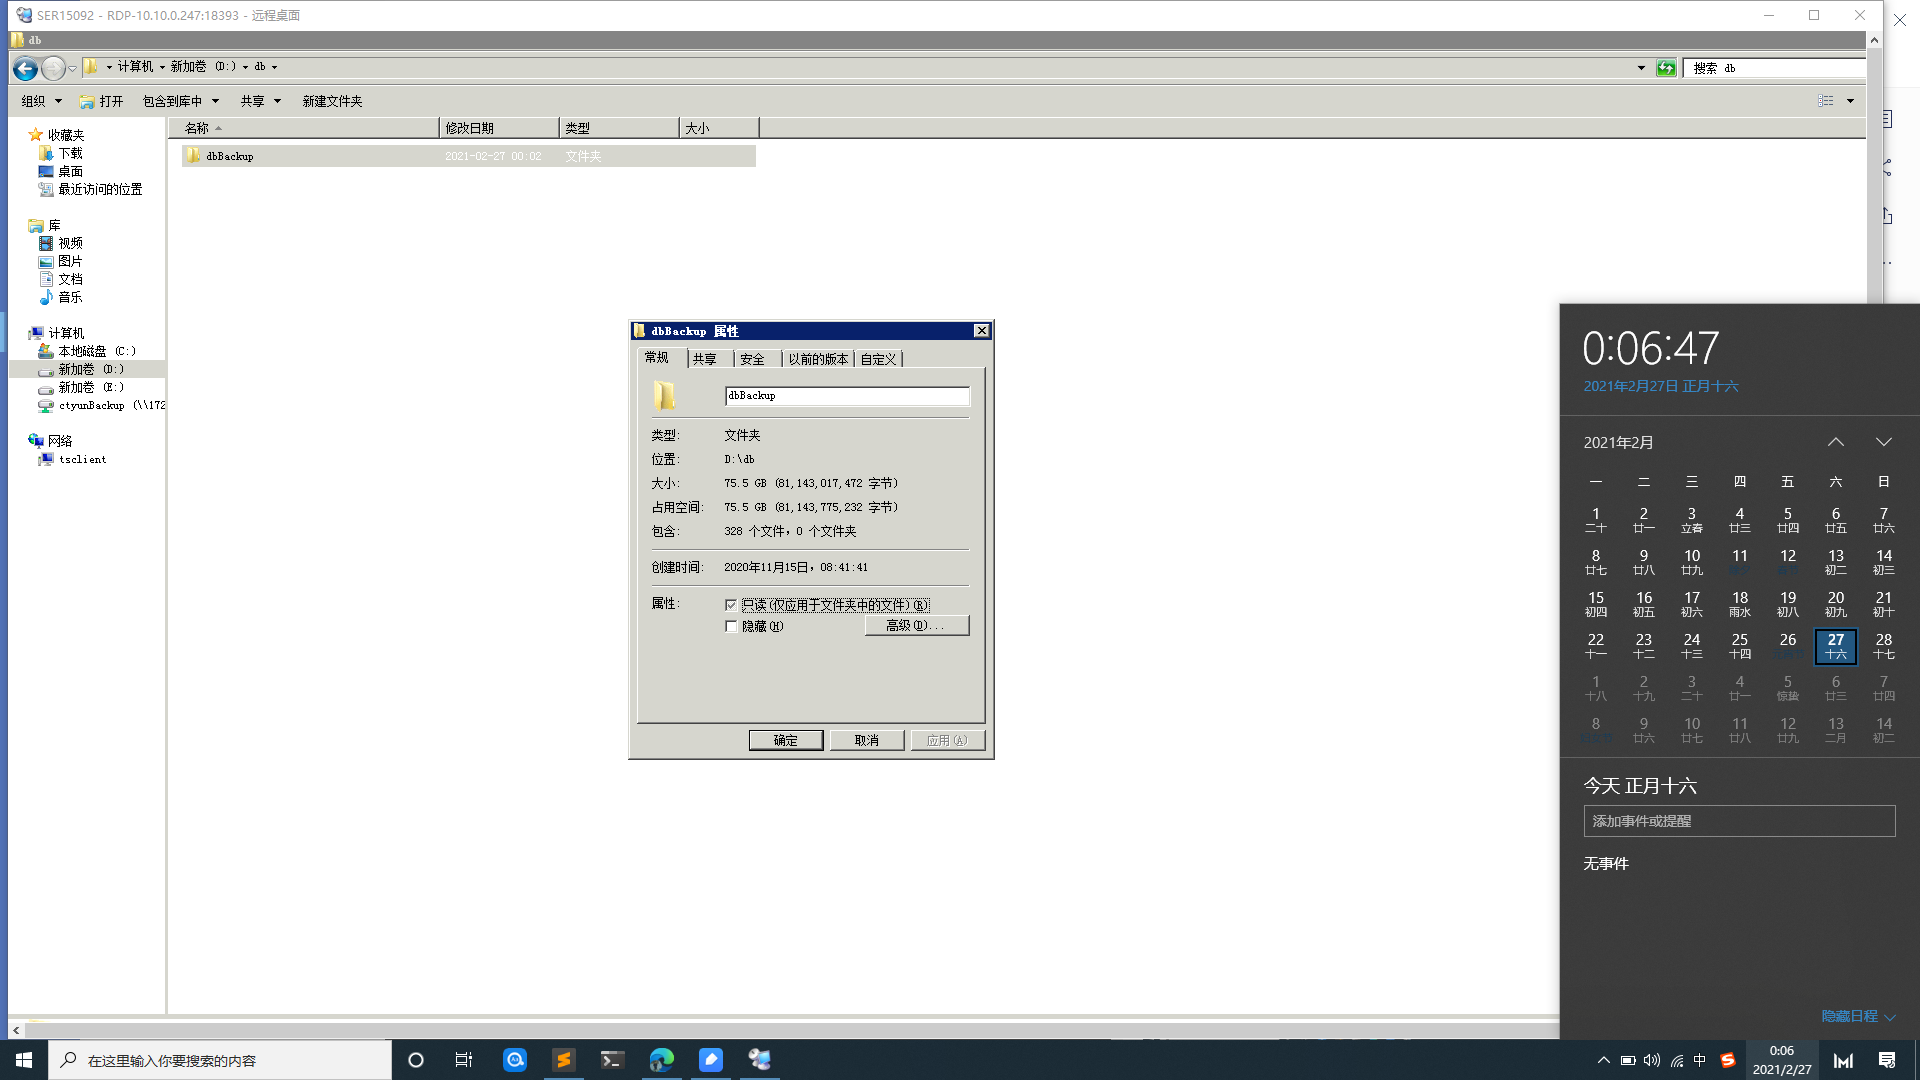 SER15092 - RDP-10.10.0.247:18393 - 远程桌面
db
计算机 新加卷 (D:) db
搜索 db
组织 打开 包含到库中 共享 新建文件夹
名称 修改日期 类型 大小
dbBackup 2021-02-27 00:02 文件夹
收藏夹
下载
桌面
最近访问的位置
库
视频
图片
文档
音乐
计算机
本地磁盘 (C:)
新加卷 (D:)
新加卷 (E:)
ctyunBackup (\\172
网络
tsclient
dbBackup 属性
常规 共享 安全 以前的版本 自定义
dbBackup
类型: 文件夹
位置: D:\db
大小: 75.5 GB (81,143,017,472 字节)
占用空间: 75.5 GB (81,143,775,232 字节)
包含: 328 个文件，0 个文件夹
创建时间: 2020年11月15日，08:41:41
属性: 只读(仅应用于文件夹中的文件)(R)
隐藏(H) 高级(D)...
确定 取消 应用(A)
0:06:47
2021年2月27日 正月十六
2021年2月
一 二 三 四 五 六 日
1 2 3 4 5 6 7
二十 廿一 立春 廿三 廿四 廿五 廿六
8 9 10 11 12 13 14
廿七 廿八 廿九 初二 初三
15 16 17 18 19 20 21
初四 初五 初六 雨水 初八 初九 初十
22 23 24 25 26 27 28
十一 十二 十三 十四 十六 十七
1 2 3 4 5 6 7
十八 十九 二十 廿一 惊蛰 廿三 廿四
8 9 10 11 12 13 14
廿六 廿七 廿八 廿九 二月 初二
今天 正月十六
添加事件或提醒
无事件
隐藏日程
在这里输入你要搜索的内容
中
0:06
2021/2/27